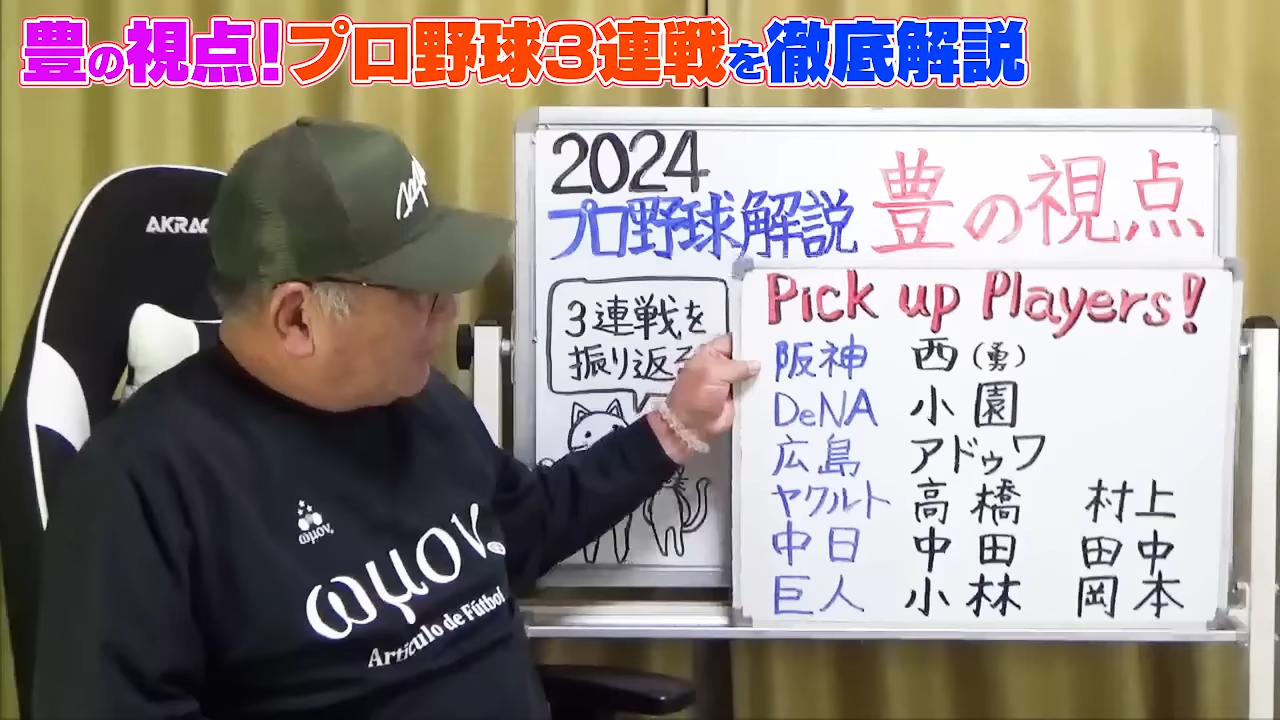 豊の視点!プロ野球3連戦を徹底解説
2024
プロ野球解説
豊の視点
3連戦を
振り返
Pick up Players!
阪神 西(勇)
DeNA 小園
広島 アドゥワ
ヤクルト 高橋 村上
中日 中田 田中
巨人 小林 岡本
ωμον
ωμον
Articulo de Fútbol